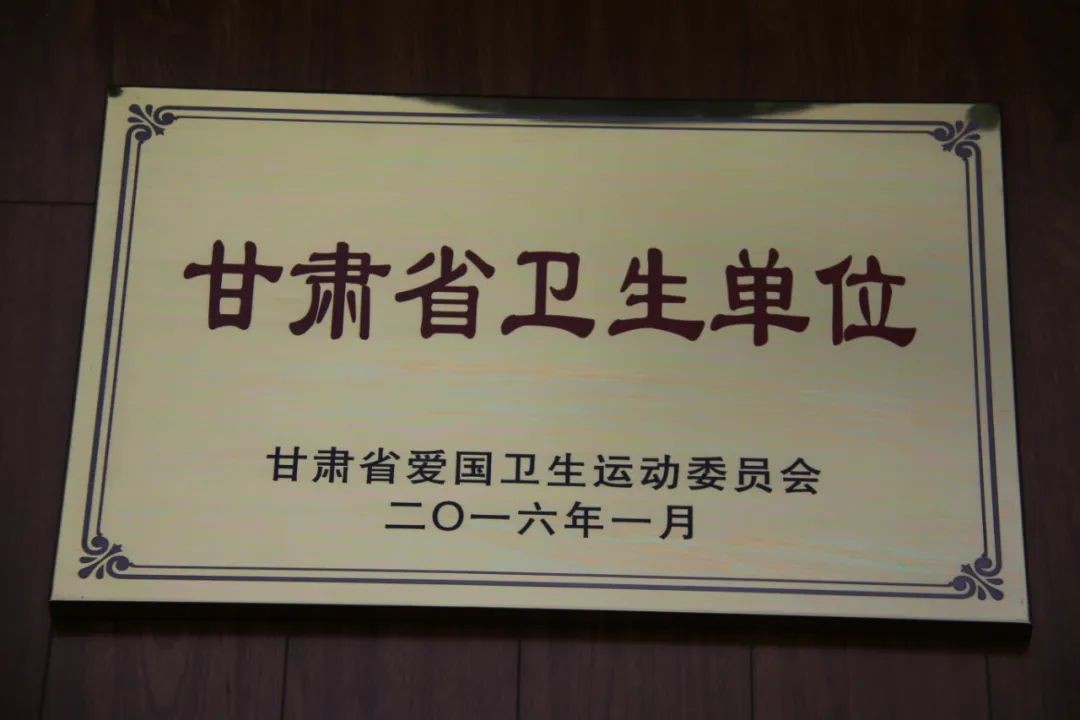 甘肃省卫生单位
甘肃省爱国卫生运动委员会
二〇一六年一月